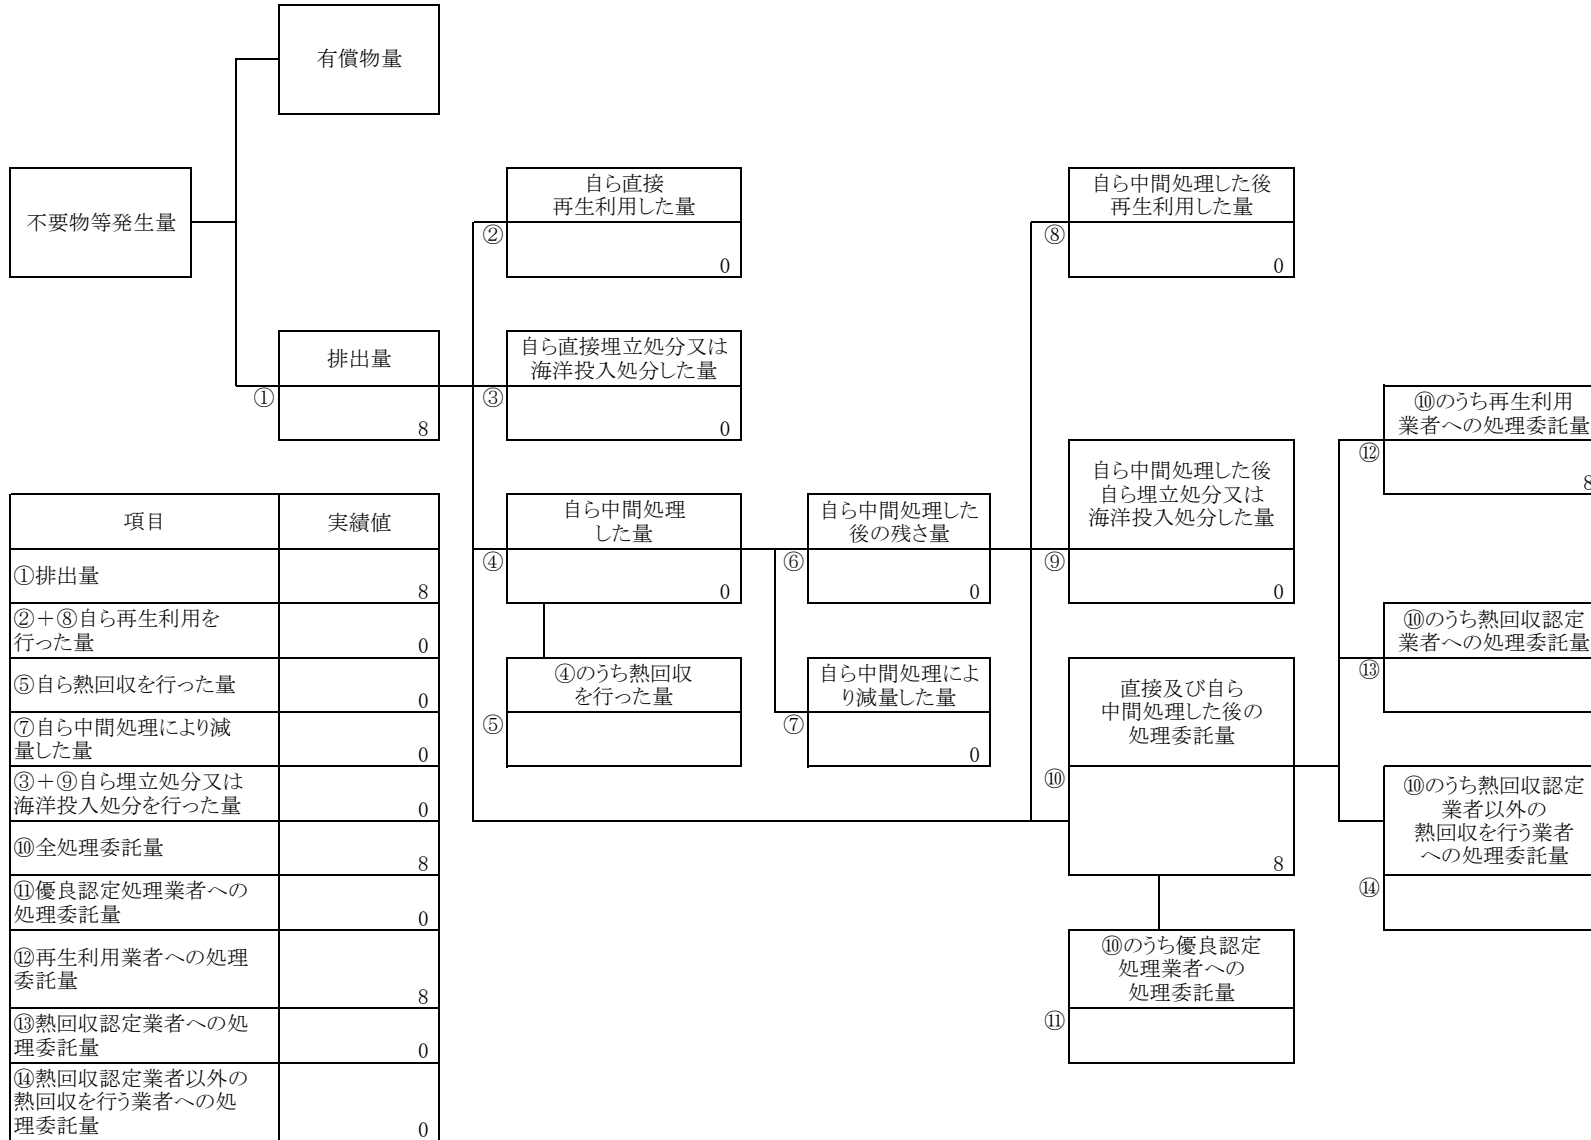 有償物量
不要物等発生量
自ら直接
再生利用した量
②
0
自ら中間処理した後
再生利用した量
⑧
0
排出量
①
8
自ら直接埋立処分又は
海洋投入処分した量
③
0
⑩のうち再生利用
業者への処理委託量
⑫
8
自ら中間処理
した量
④
0
自ら中間処理した
後の残さ量
⑥
0
自ら中間処理した後
自ら埋立処分又は
海洋投入処分した量
⑨
0
⑩のうち熱回収認定
業者への処理委託量
⑬
④のうち熱回収
を行った量
⑤
自ら中間処理によ
り減量した量
⑦
0
直接及び自ら
中間処理した後の
処理委託量
⑩
8
⑩のうち熱回収認定
業者以外の
熱回収を行う業者
への処理委託量
⑭
⑩のうち優良認定
処理業者への
処理委託量
⑪
項目 実績値
①排出量 8
②+⑧自ら再生利用を
行った量 0
⑤自ら熱回収を行った量 0
⑦自ら中間処理により減
量した量 0
③+⑨自ら埋立処分又は
海洋投入処分を行った量 0
⑩全処理委託量 8
⑪優良認定処理業者への
処理委託量 0
⑫再生利用業者への処理
委託量 8
⑬熱回収認定業者への処
理委託量 0
⑭熱回収認定業者以外の
熱回収を行う業者への処
理委託量 0